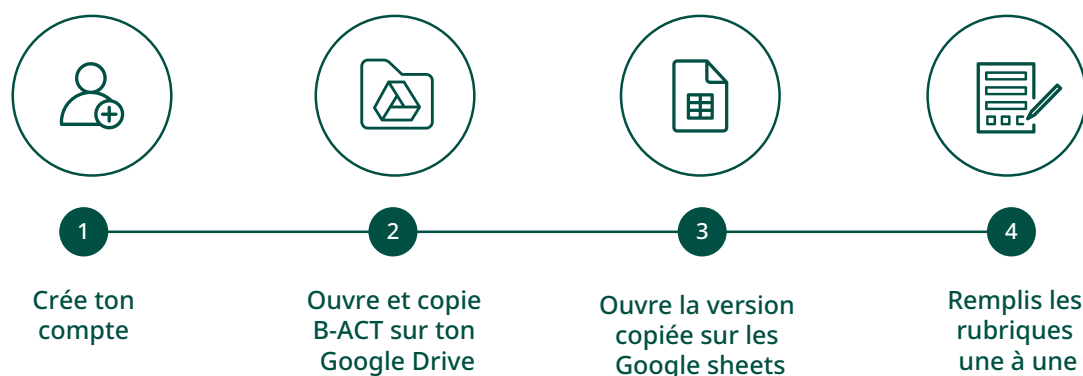 1
2
3
4
Crée ton
compte
Ouvre et copie
B-ACT sur ton
Google Drive
Ouvre la version
copiée sur les
Google sheets
Remplis les
rubriques
une à une